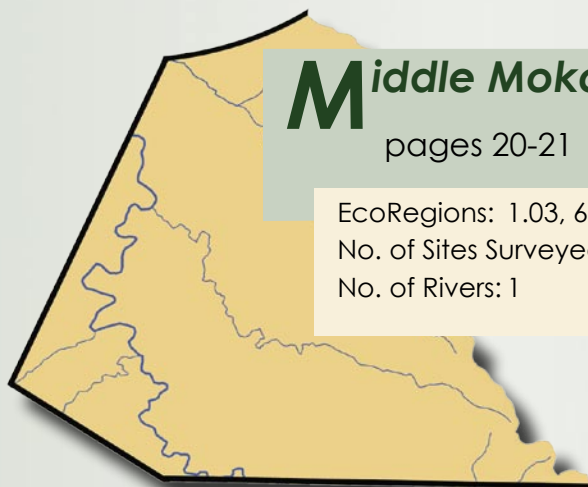 Middle Moka
pages 20-21
EcoRegions: 1.03, 6
No. of Sites Surveye
No. of Rivers: 1